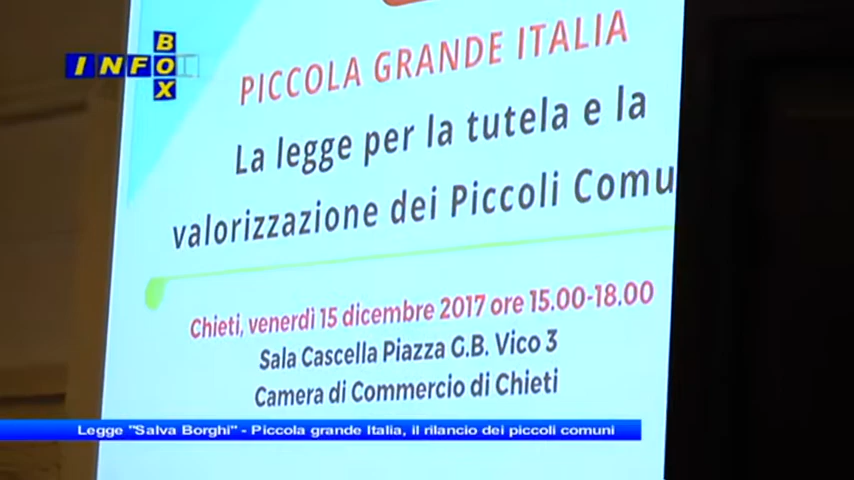 INFO
BOX
PICCOLA GRANDE ITALIA
La legge per la tutela e la
valorizzazione dei Piccoli Comu
Chieti, venerdì 15 dicembre 2017 ore 15.00-18.00
Sala Cascella Piazza G.B. Vico 3
Camera di Commercio di Chieti
Legge "Salva Borghi" - Piccola grande Italia, il rilancio dei piccoli comuni